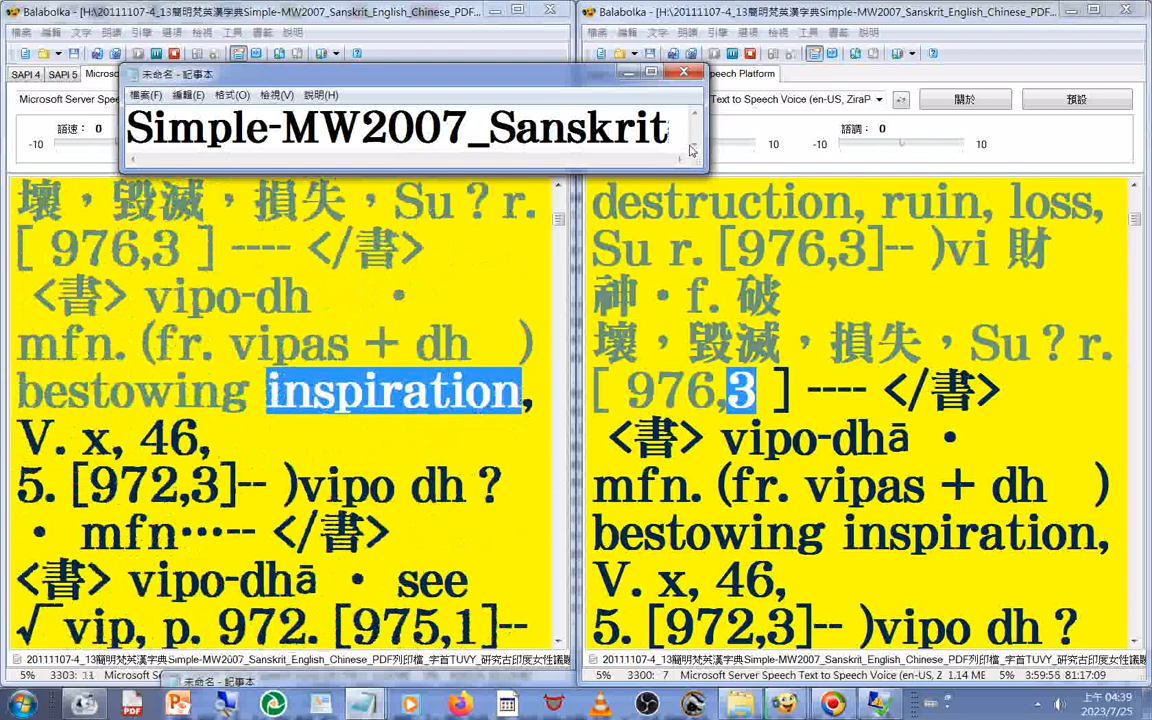 Balabolka - [H:\20111107-4_13簡明梵英漢字典Simple-MW2007_Sanskrit_English_Chinese_PDF...
檔案 編輯 文字 朗讀 引擎 選項 檢視 工具 書籤 說明
SAPI 4 SAPI 5 Microso
Microsoft Server Speech
語速： 0
-10
壞，毀滅，損失，Su？r.
[ 976,3 ] ---- </書>
<書> vipo-dh •
mfn. (fr. vipas + dh )
bestowing inspiration,
V. x, 46,
5. [972,3]-- )vipo dh？
• mfn…-- </書>
<書> vipo-dhā • see
√ vip, p. 972. [975,1]--
20111107-4_13簡明梵英漢字典Simple-MW2007_Sanskrit_English_Chinese_PDF列印檔_字首TUVY_研究古印度女性議題
5% 3303: 11 Microsoft S
未命名 - 記事本
檔案(F) 編輯(E) 格式(O) 檢視(V) 說明(H)
Simple-MW2007_Sanskrit
Balabolka - [H:\20111107-4_13簡明梵英漢字典Simple-MW2007_Sanskrit_English_Chinese_PDF...
檔案 編輯 文字 朗讀 引擎 選項 檢視 工具 書籤 說明
Speech Platform
Text to Speech Voice (en-US, ZiraP 關於 預設
語調： 0
10 -10 10
destruction, ruin, loss,
Su r. [976,3]-- )vi 財
神•f. 破
壞，毀滅，損失，Su？r.
[ 976,3 ] ---- </書>
<書> vipo-dhā •
mfn. (fr. vipas + dh )
bestowing inspiration,
V. x, 46,
5. [972,3]-- )vipo dh？
20111107-4_13簡明梵英漢字典Simple-MW2007_Sanskrit_English_Chinese_PDF列印檔_字首TUVY_研究古印度女性議
5% 3300: 7 Microsoft Server Speech Text to Speech Voice (en-US, Z 1.14 ME 5% 3:59:55 81:17:09
未命名 - 記事本
上午 04:39
2023/7/25